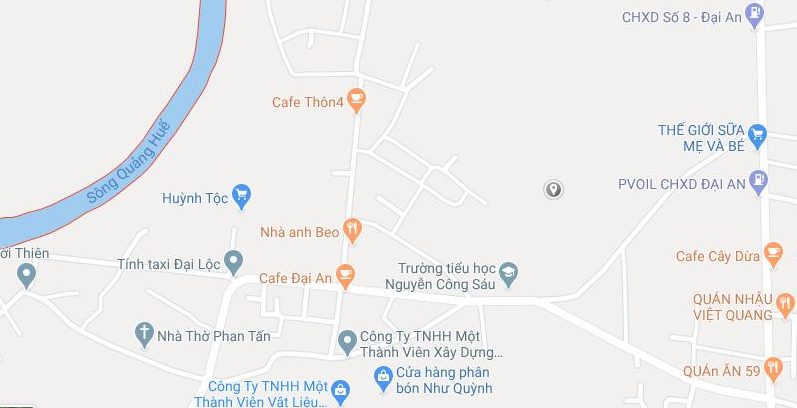 CHXD Số 8 - Đại An
Cafe Thôn4
THẾ GIỚI SỮA
MẸ VÀ BÉ
Sông Quảng Huế
PVOIL CHXD ĐẠI AN
Huỳnh Tộc
Nhà anh Beo
ời Thiên
Tính taxi Đại Lộc
Cafe Đại An
Trường tiểu học
Nguyễn Công Sáu
Cafe Cây Dừa
QUÁN NHẬU
VIỆT QUANG
Nhà Thờ Phan Tấn
Công Ty TNHH Một
Thành Viên Xây Dựng...
QUÁn ĂN 59
Cửa hàng phân
bón Như Quỳnh
Công Ty TNHH Một
Thành Viên Vật Liệu...